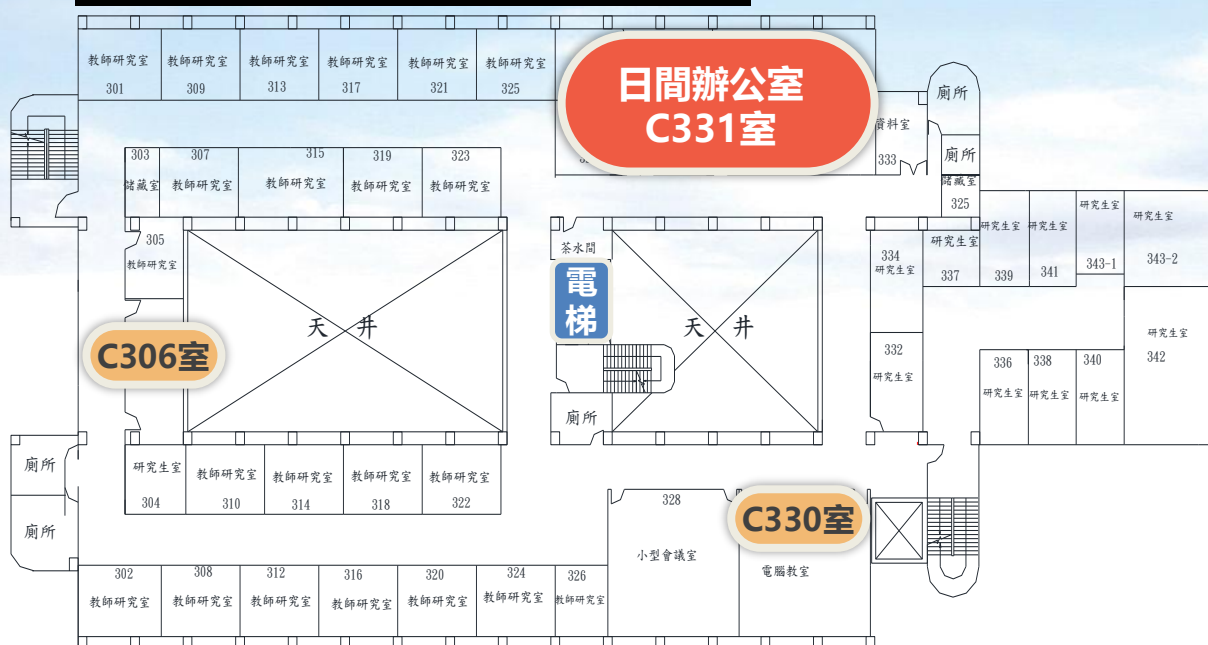 教師研究室 教師研究室 教師研究室 教師研究室 教師研究室 教師研究室
301 309 313 317 321 325
日間辦公室
C331室
廁所
資料室
333
廁所
儲藏室
325
303 307 315 319 323
儲藏室 教師研究室 教師研究室 教師研究室 教師研究室
305
教師研究室
茶水間
電梯
天井
天井
334
研究生室
研究生室
337
研究生室
339
研究生室
341
研究生室
343-1
研究生室
343-2
C306室
332
研究生室
336
研究生室
338
研究生室
340
研究生室
研究生室
342
廁所
廁所
廁所
研究生室 教師研究室 教師研究室 教師研究室 教師研究室
304 310 314 318 322
328
小型會議室
C330室
電腦教室
302 308 312 316 320 324 326
教師研究室 教師研究室 教師研究室 教師研究室 教師研究室 教師研究室 教師研究室